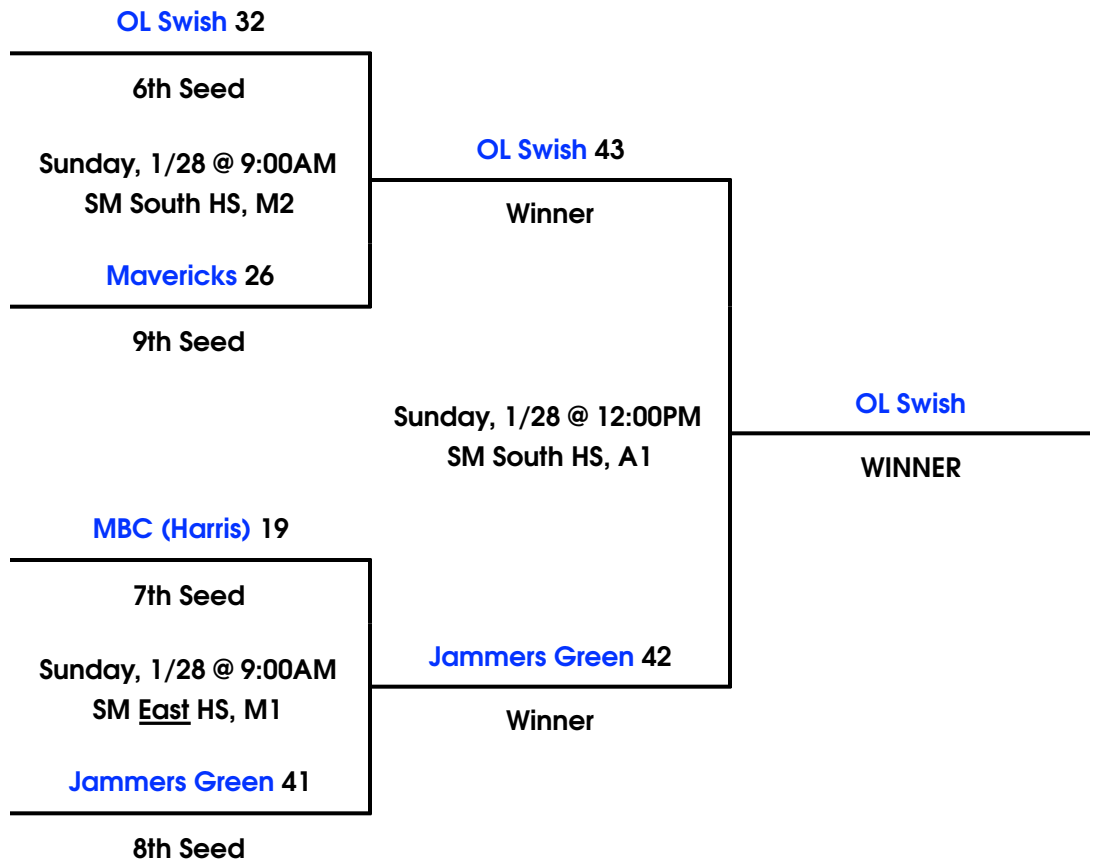 OL Swish 32
6th Seed
Sunday, 1/28 @ 9:00AM
SM South HS, M2
Mavericks 26
9th Seed
OL Swish 43
Winner
Sunday, 1/28 @ 12:00PM
SM South HS, A1
OL Swish
WINNER
MBC (Harris) 19
7th Seed
Sunday, 1/28 @ 9:00AM
SM East HS, M1
Jammers Green 41
8th Seed
Jammers Green 42
Winner